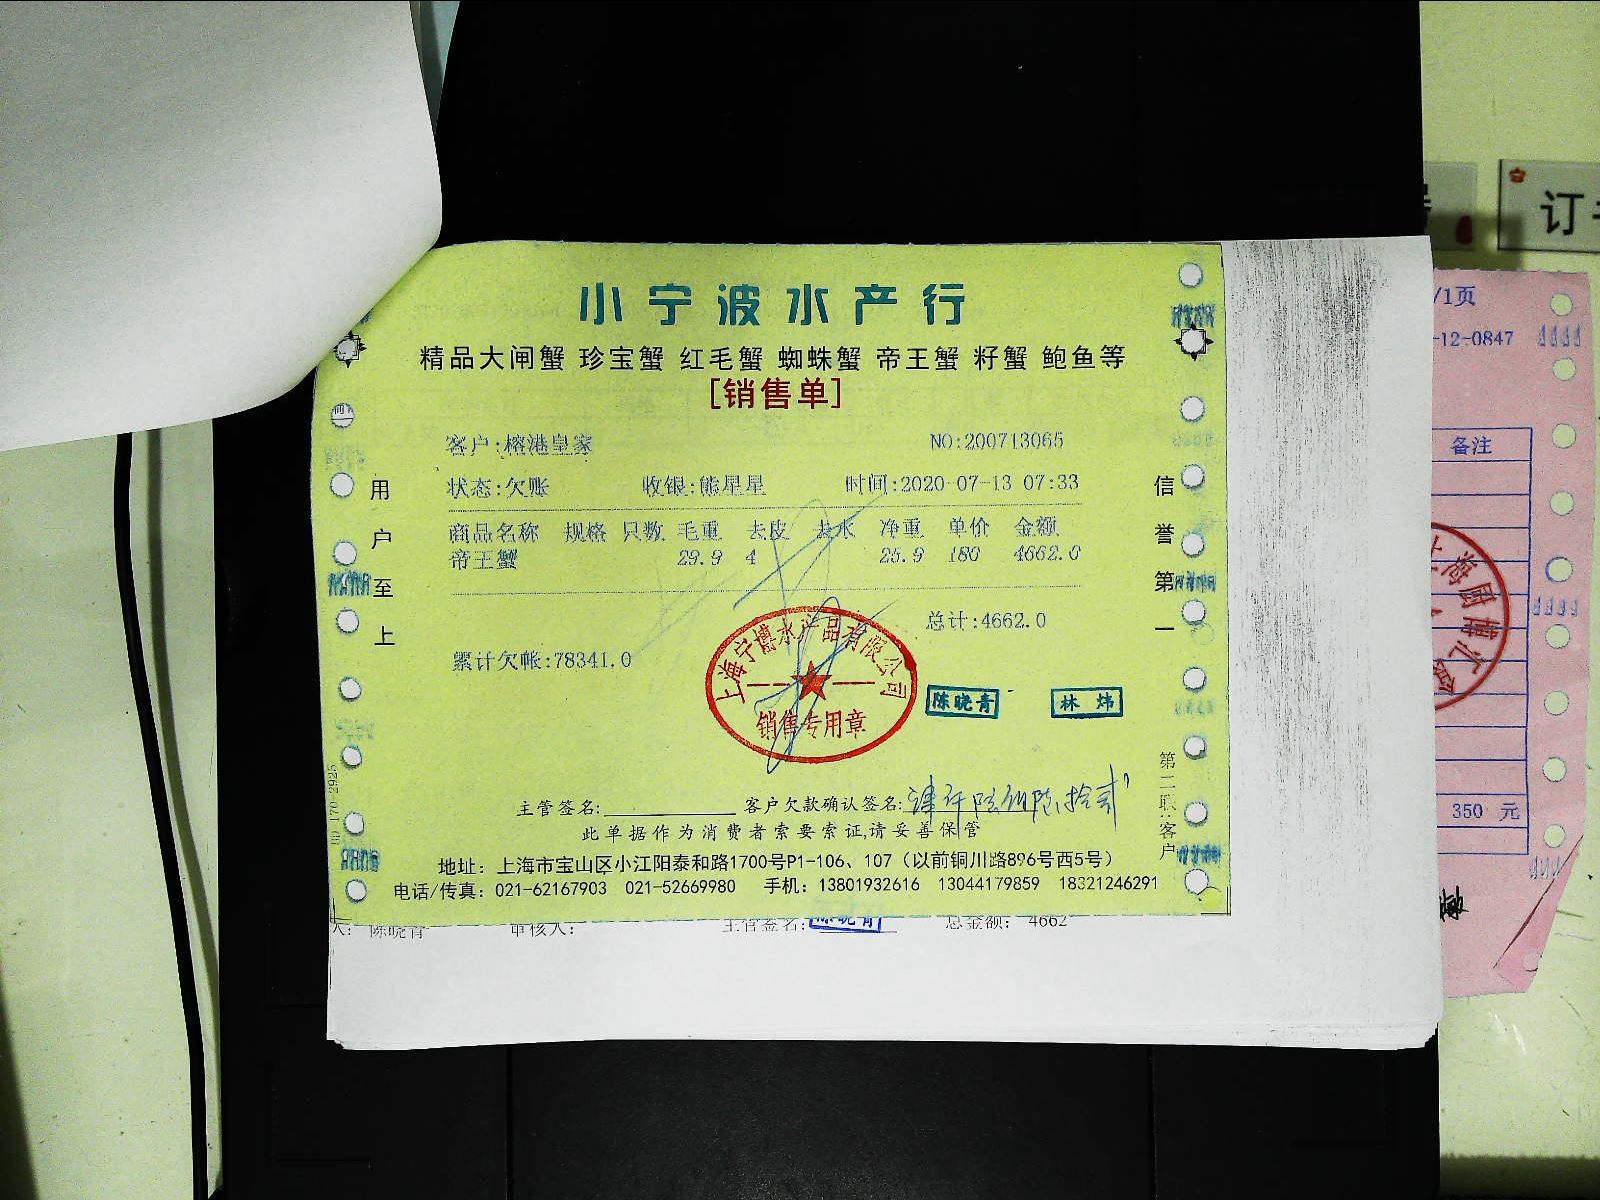 小宁波水产行
精品大闸蟹 珍宝蟹 红毛蟹 蜘蛛蟹 帝王蟹 籽蟹 鲍鱼等
[销售单]
客户:榕港皇家 NO:200713065
状态:欠账 收银:熊星星 时间:2020-07-13 07:33
商品名称 规格 只数 毛重 去皮 去水 净重 单价 金额
帝王蟹 29.9 4 25.9 180 4662.0
总计:4662.0
累计欠帐:78341.0
上海宁博水产品有限公司
销售专用章
陈晓青 林炜
主管签名: 客户欠款确认签名:
此单据作为消费者索要索证,请妥善保管
地址：上海市宝山区小江阳泰和路1700号P1-106、107（以前铜川路896号西5号）
电话/传真：021-62167903 021-52669980 手机：13801932616 13044179859 18321246291
用户至上
信誉第一
第二联:客户
170-2925
人：陈晓青 审核人： 主管签名：陈晓青 总金额： 4662
订
/1页
-12-0847
备注
350 元